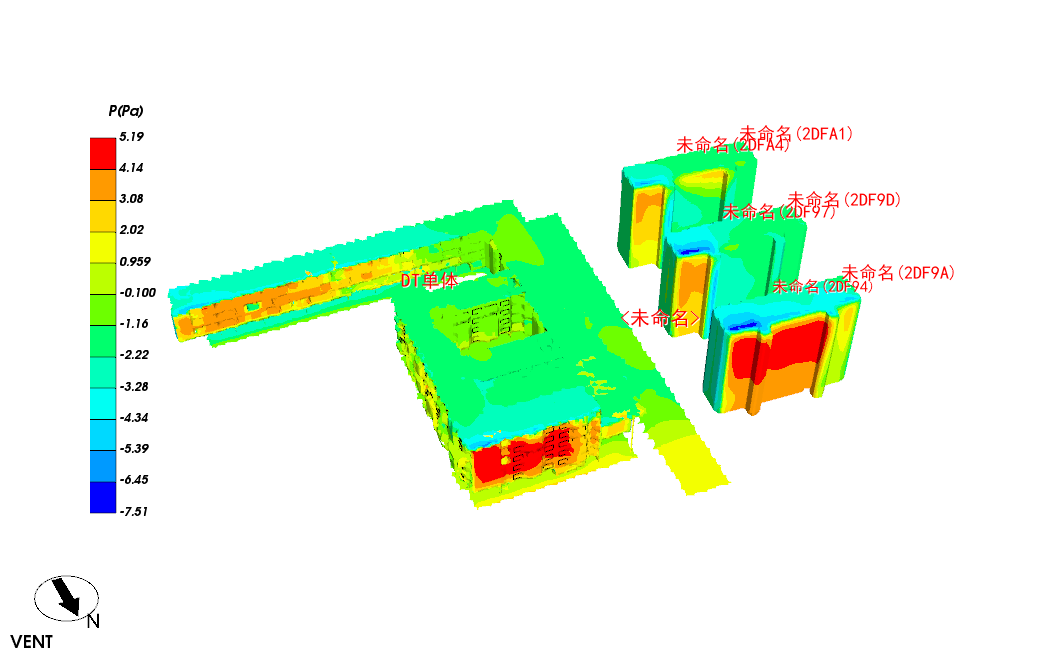 P(Pa)
5.19
4.14
3.08
2.02
0.959
-0.100
-1.16
-2.22
-3.28
-4.34
-5.39
-6.45
-7.51
未命名(2DFA1)
未命名(2DFA4)
未命名(2DF9D)
未命名(2DF97)
未命名(2DF9A)
未命名(2DF94)
DT单体
<未命名>
N
VENT